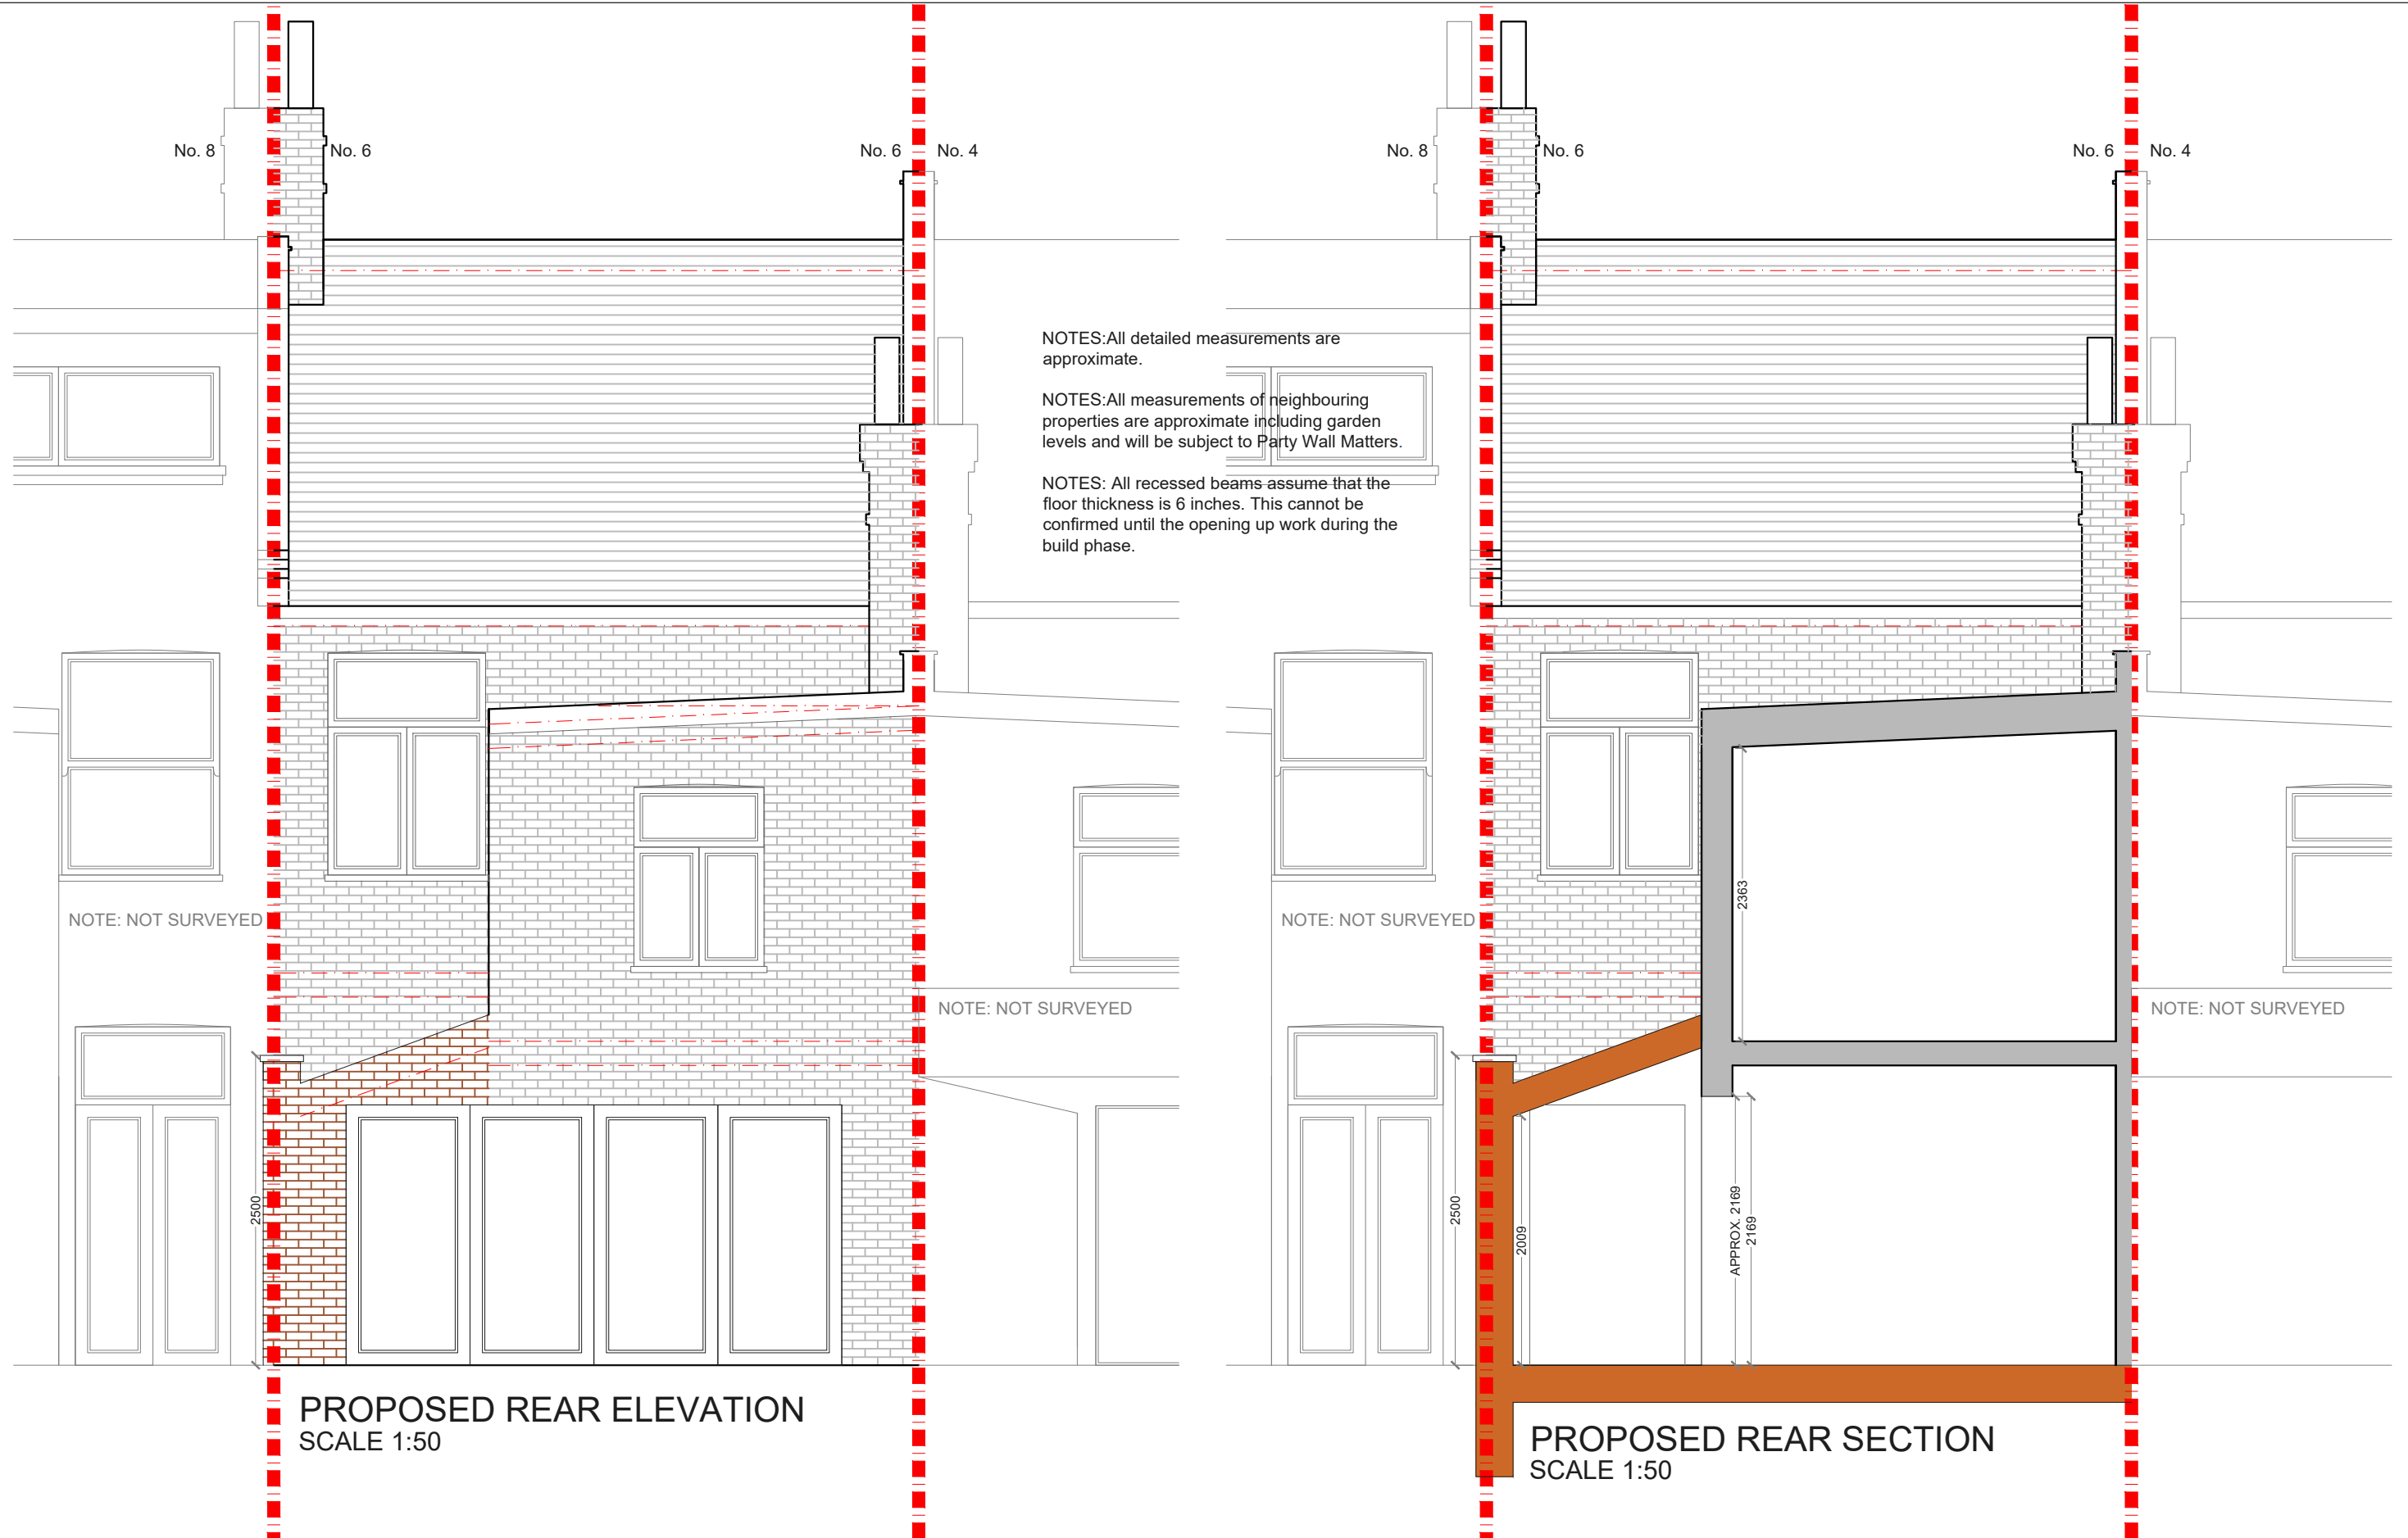 No. 8
No. 6
No. 6
No. 4
No. 8
No. 6
No. 6
No. 4
NOTES:All detailed measurements are
approximate.
NOTES:All measurements of neighbouring
properties are approximate including garden
levels and will be subject to Party Wall Matters.
NOTES: All recessed beams assume that the
floor thickness is 6 inches. This cannot be
confirmed until the opening up work during the
build phase.
NOTE: NOT SURVEYED
NOTE: NOT SURVEYED
NOTE: NOT SURVEYED
NOTE: NOT SURVEYED
2363
2500
2500
2009
APPROX. 2169
2169
PROPOSED REAR ELEVATION
SCALE 1:50
PROPOSED REAR SECTION
SCALE 1:50